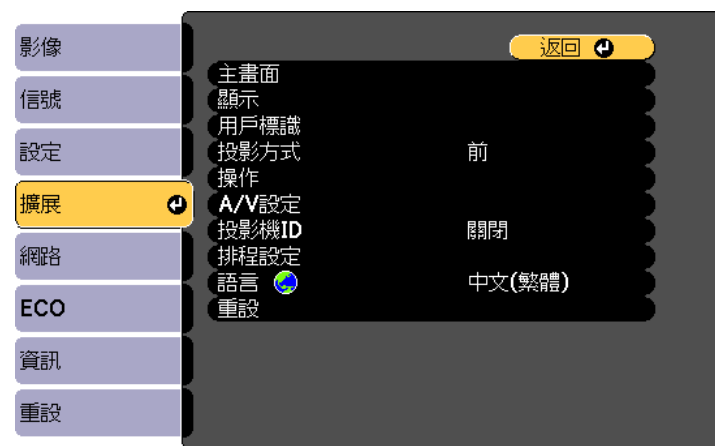 影像
信號
設定
擴展
網路
ECO
資訊
重設
返回
主畫面
顯示
用戶標識
投影方式 前
操作
A/V設定
投影機ID 關閉
排程設定
語言 中文(繁體)
重設